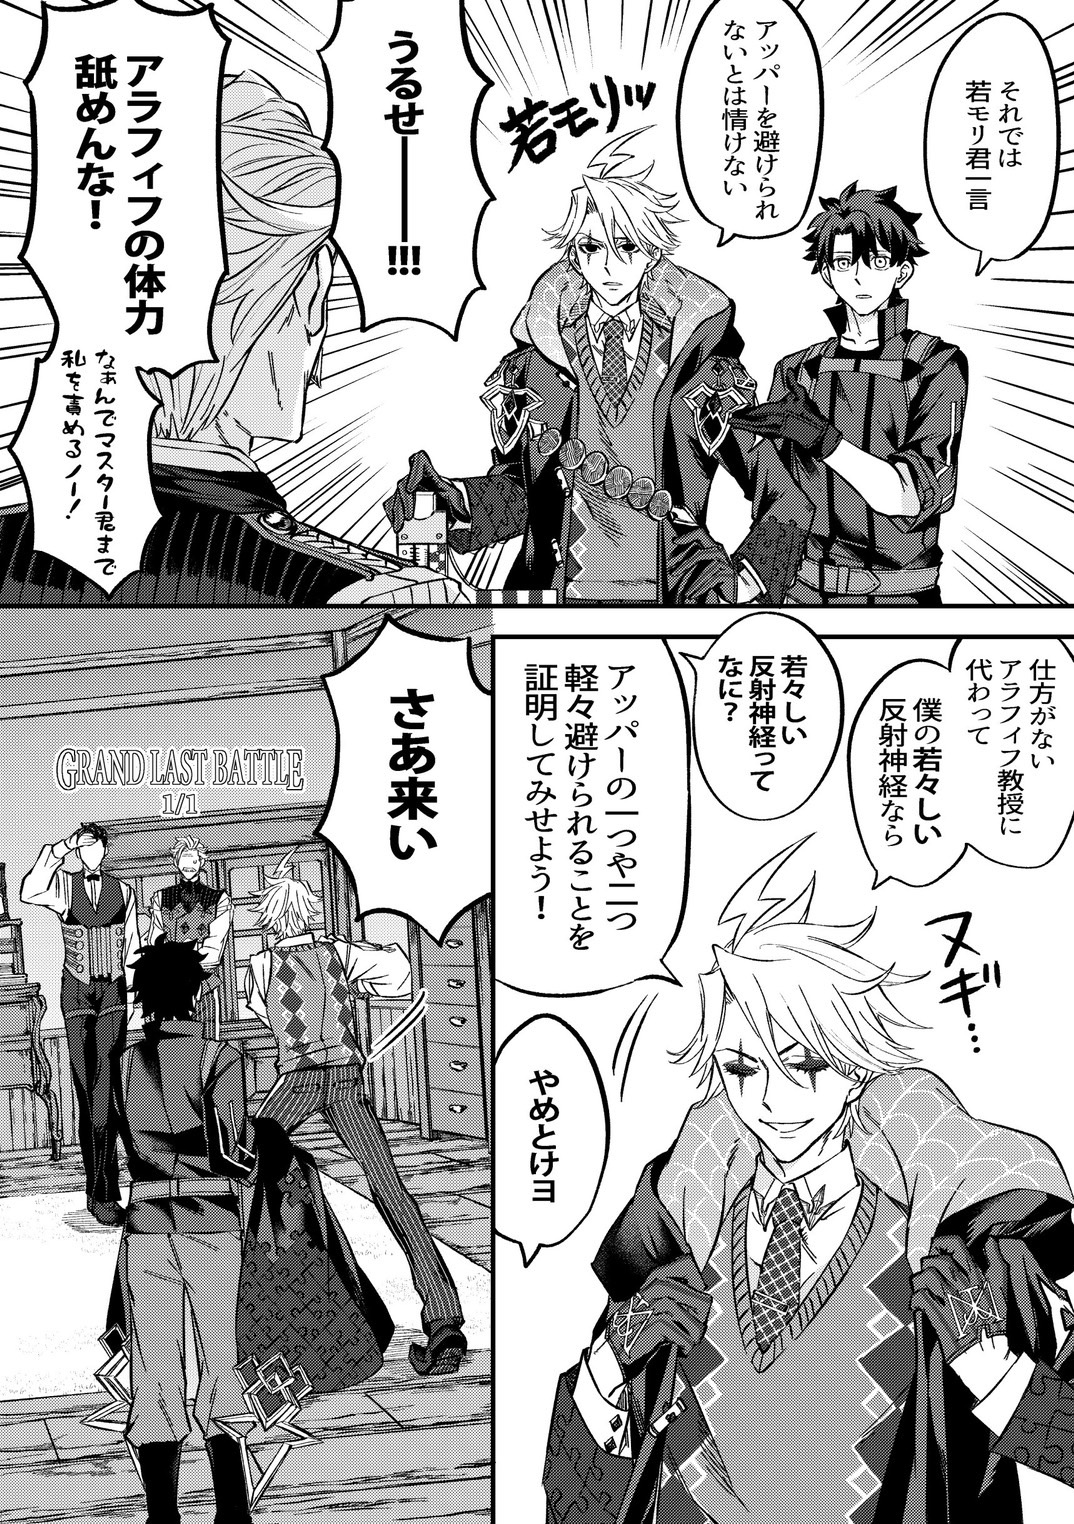 それでは
若モリ君一言
アッパーを避けられ
ないとは情けない
若モリッ
うるせ━━!!!
アラフィフの体力
舐めんな！
なぁんでマスター君まで
私を責めるノー！
仕方がない
アラフィフ教授に
代わって
僕の若々しい
反射神経なら
若々しい
反射神経って
なに？
アッパーの一つや二つ
軽々避けられることを
証明してみせよう！
ヌギ…
やめとけヨ
さあ来い
GRAND LAST BATTLE
1/1